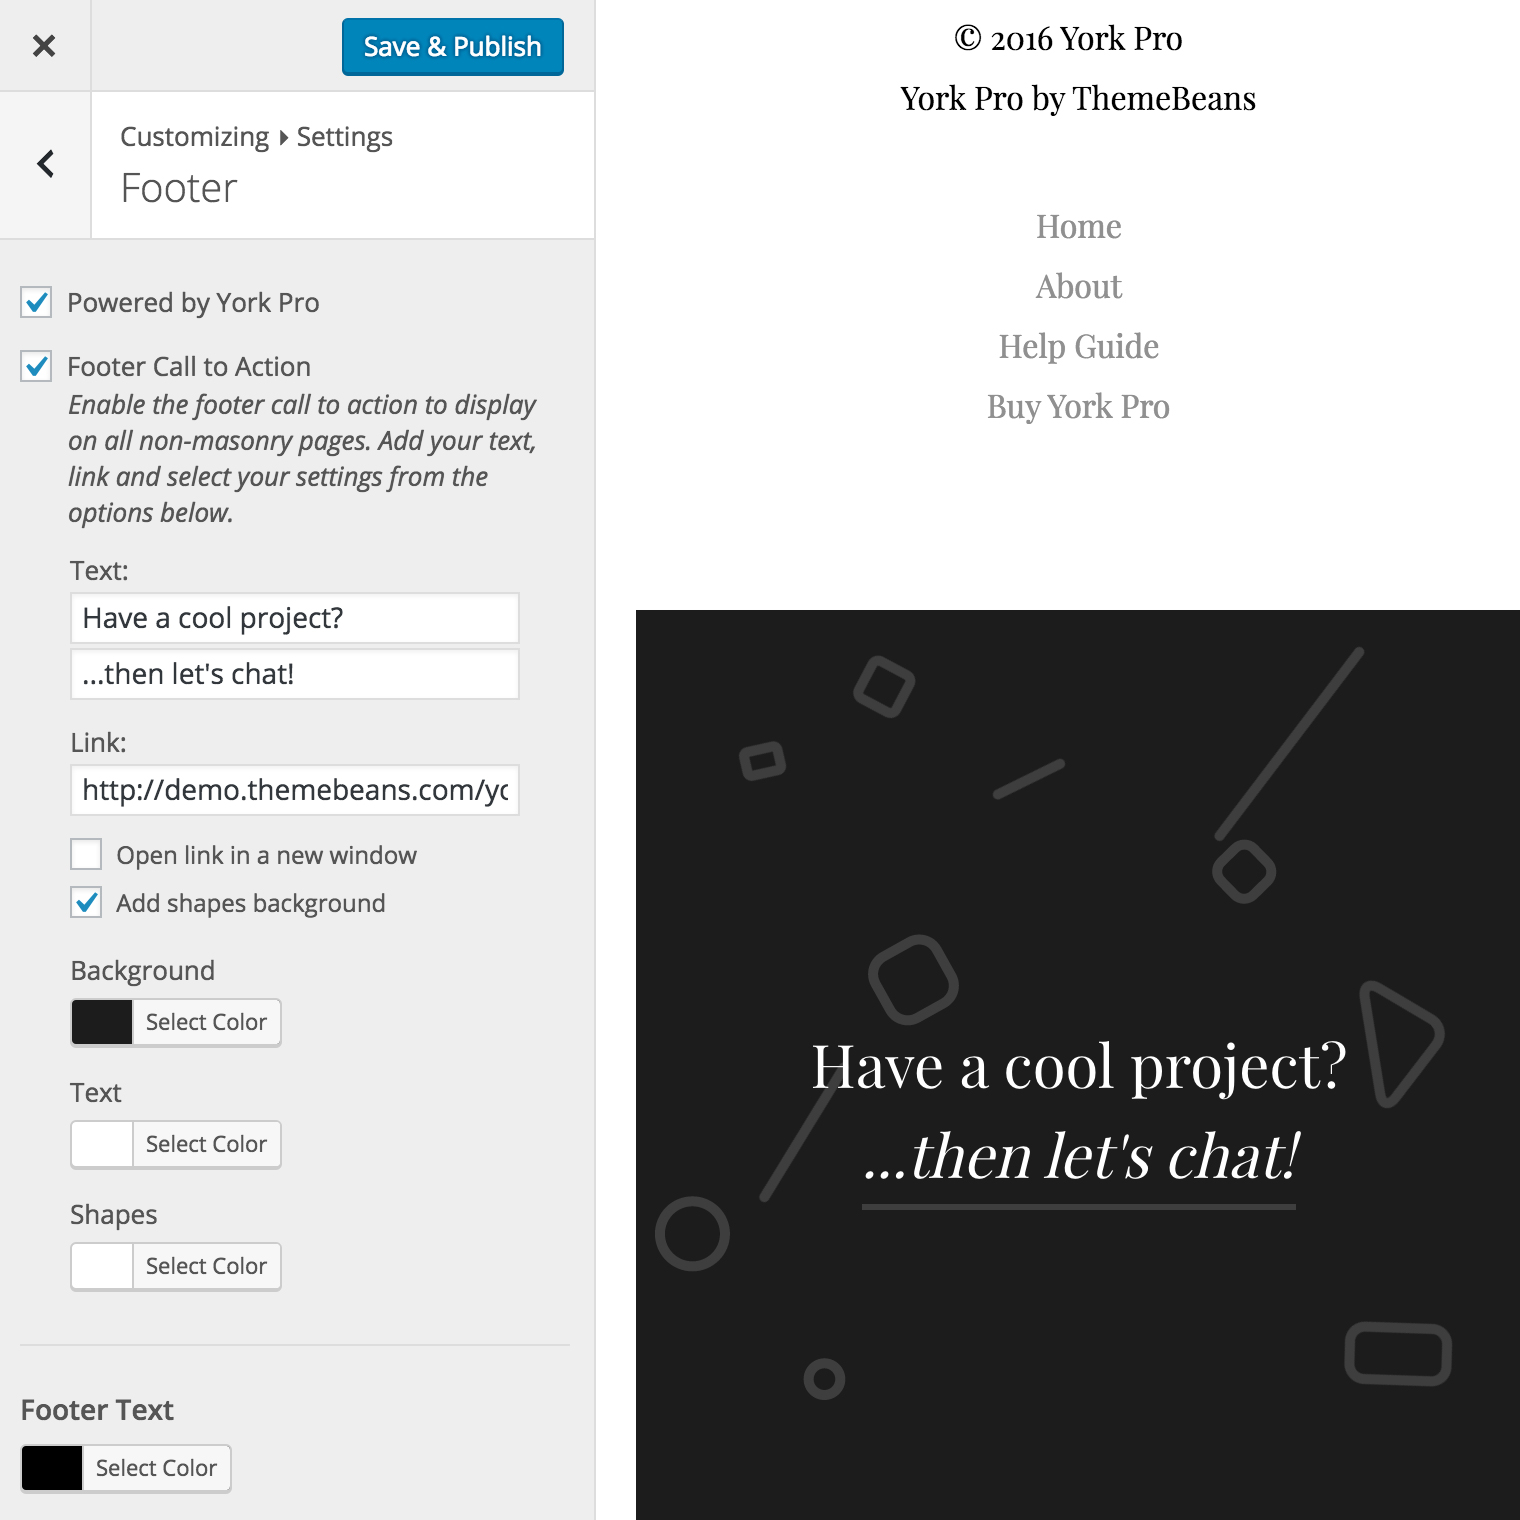 Save & Publish
Customizing ▸ Settings
Footer
Powered by York Pro
Footer Call to Action
Enable the footer call to action to display
on all non-masonry pages. Add your text,
link and select your settings from the
options below.
Text:
Have a cool project?
...then let's chat!
Link:
http://demo.themebeans.com/yo
Open link in a new window
Add shapes background
Background
Select Color
Text
Select Color
Shapes
Select Color
Footer Text
Select Color
© 2016 York Pro
York Pro by ThemeBeans
Home
About
Help Guide
Buy York Pro
Have a cool project?
...then let's chat!